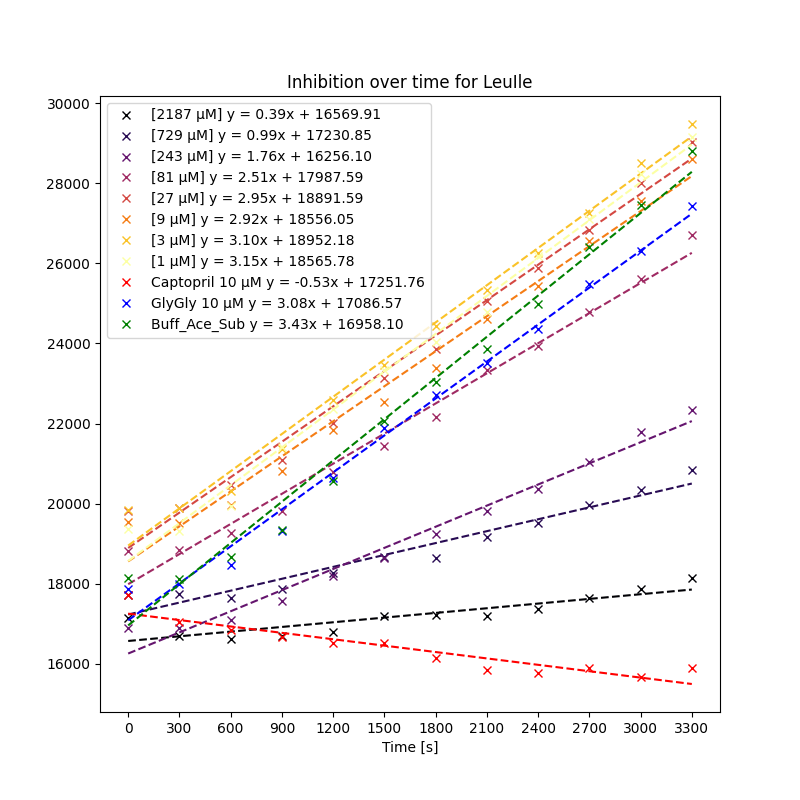 Inhibition over time for LeuIle
30000
28000
26000
24000
22000
20000
18000
16000
[2187 μM] y = 0.39x + 16569.91
[729 μM] y = 0.99x + 17230.85
[243 μM] y = 1.76x + 16256.10
[81 μM] y = 2.51x + 17987.59
[27 μM] y = 2.95x + 18891.59
[9 μM] y = 2.92x + 18556.05
[3 μM] y = 3.10x + 18952.18
[1 μM] y = 3.15x + 18565.78
Captopril 10 μM y = -0.53x + 17251.76
GlyGly 10 μM y = 3.08x + 17086.57
Buff_Ace_Sub y = 3.43x + 16958.10
0 300 600 900 1200 1500 1800 2100 2400 2700 3000 3300
Time [s]